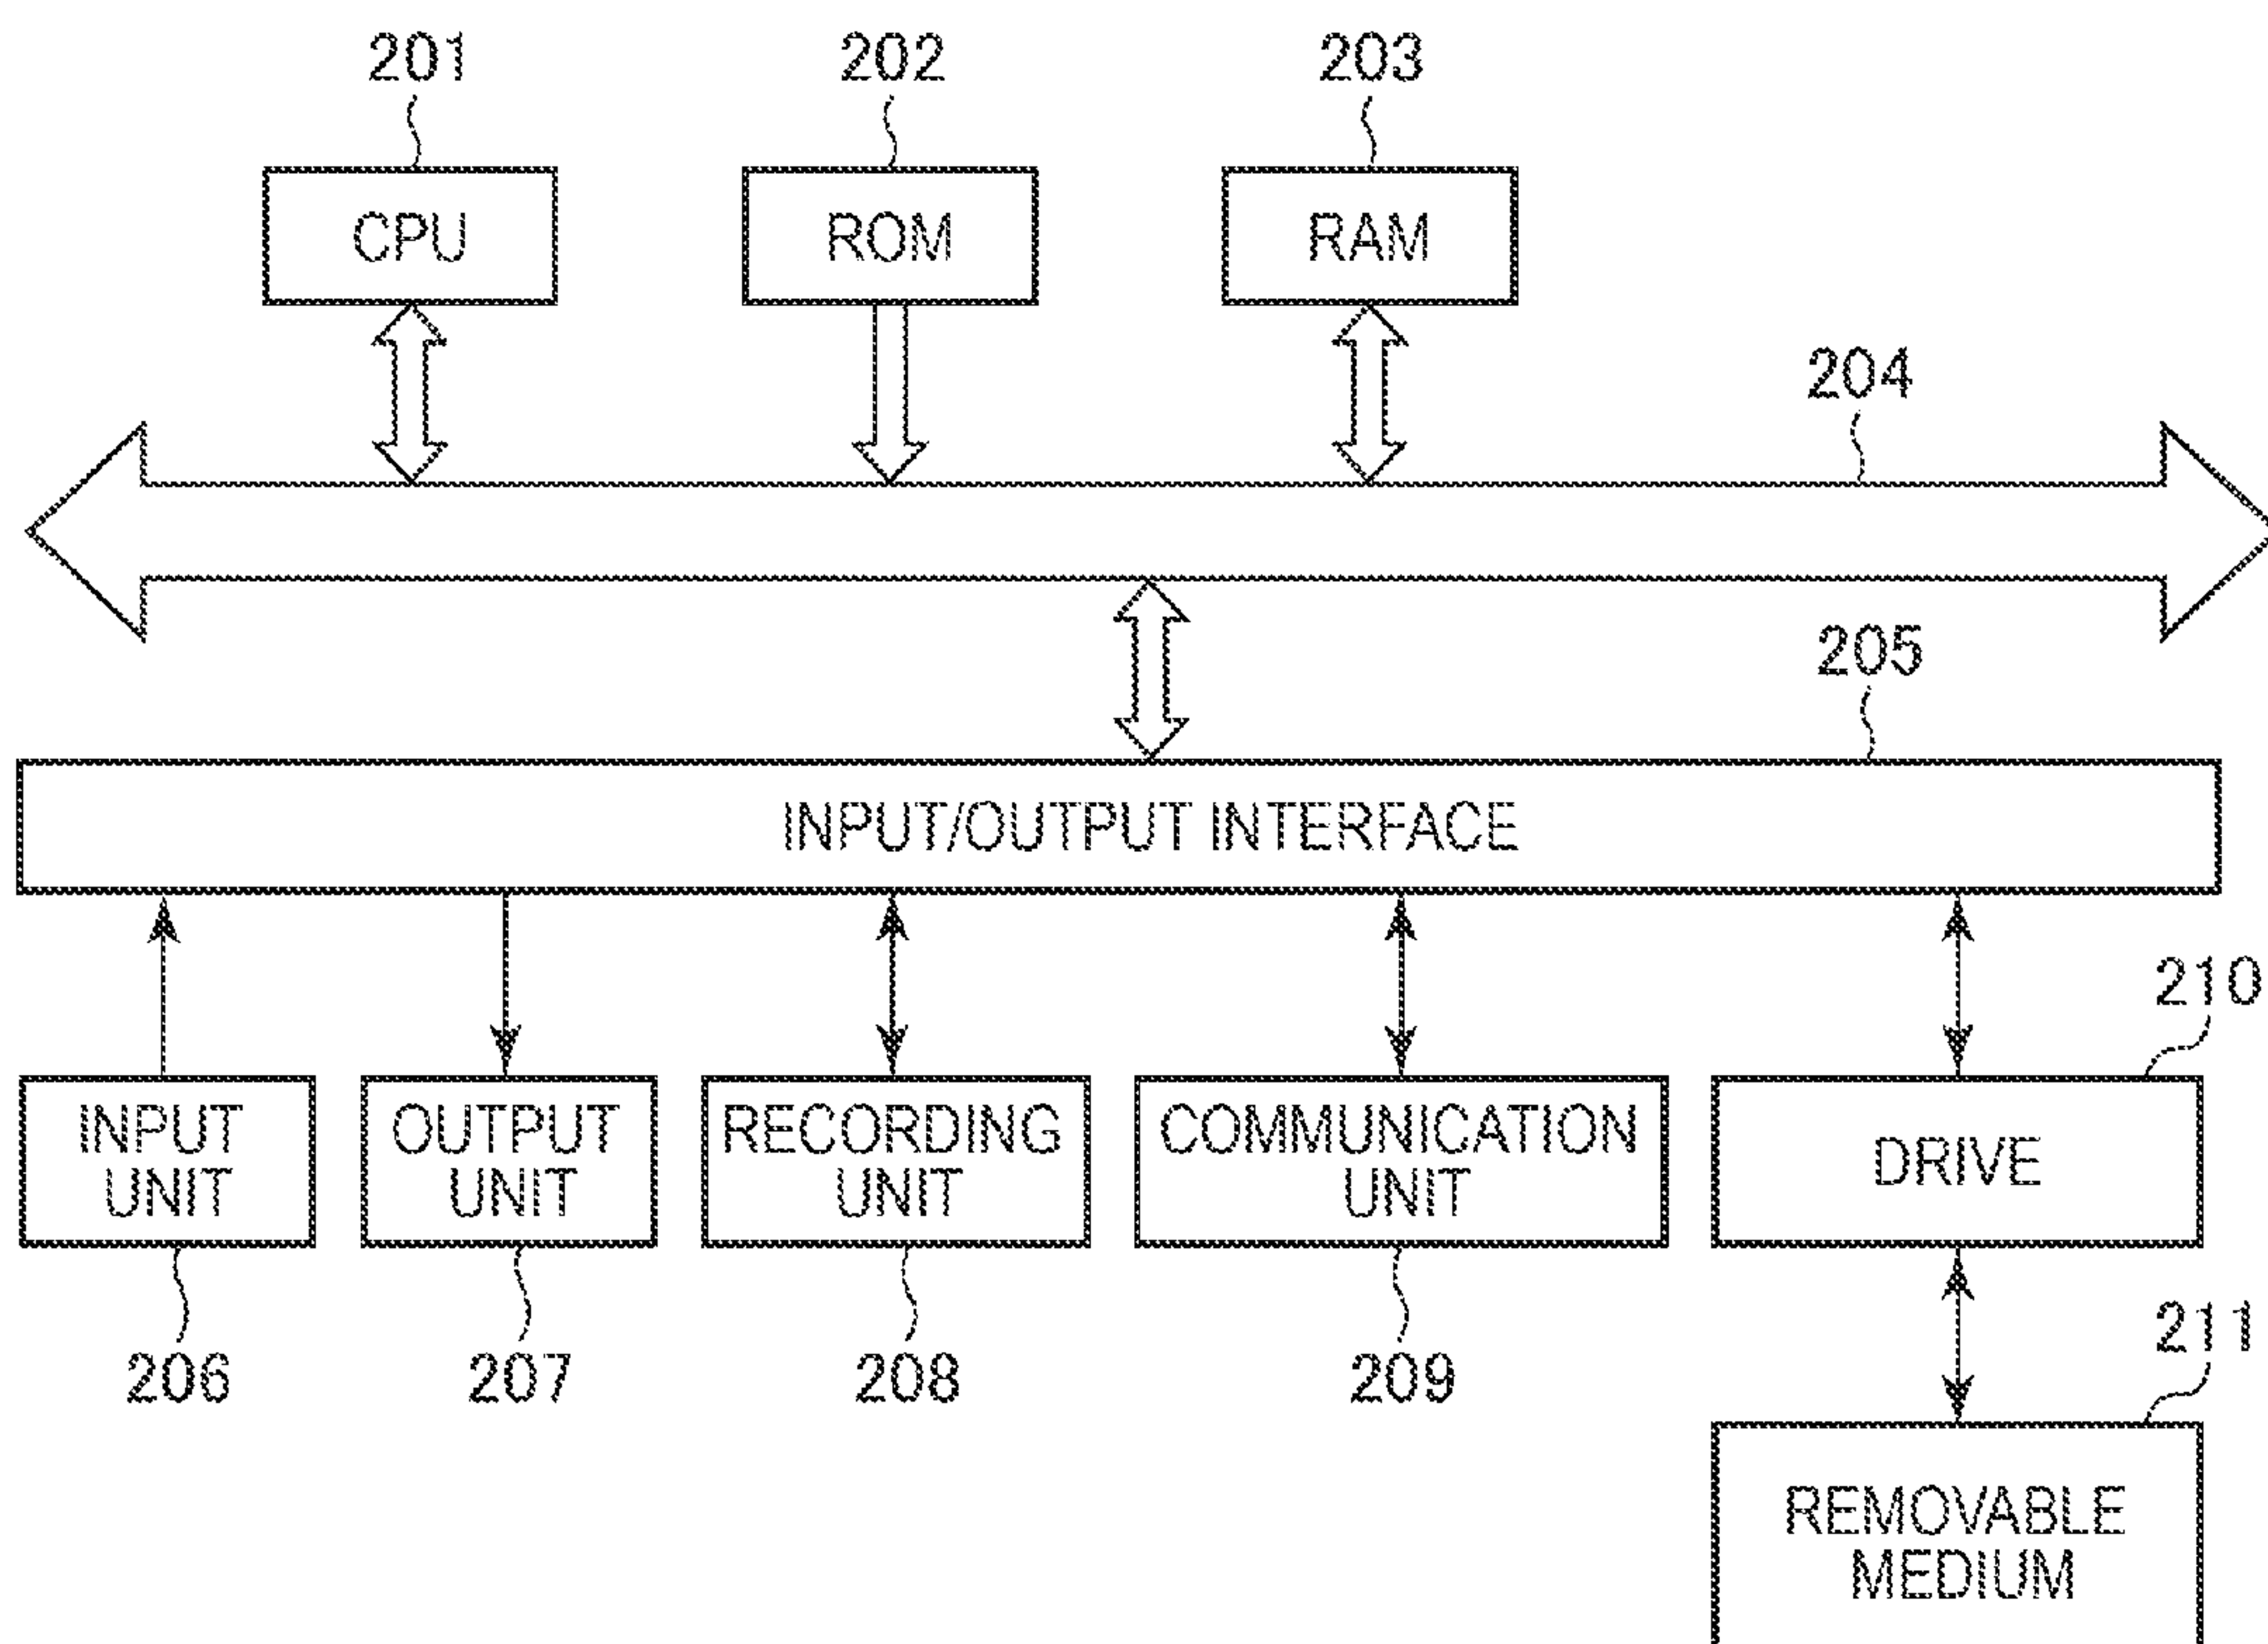 201
202
203
CPU
ROM
RAM
204
205
INPUT/OUTPUT INTERFACE
210
INPUT
UNIT
OUTPUT
UNIT
RECORDING
UNIT
COMMUNICATION
UNIT
DRIVE
206
207
208
209
211
REMOVABLE
MEDIUM